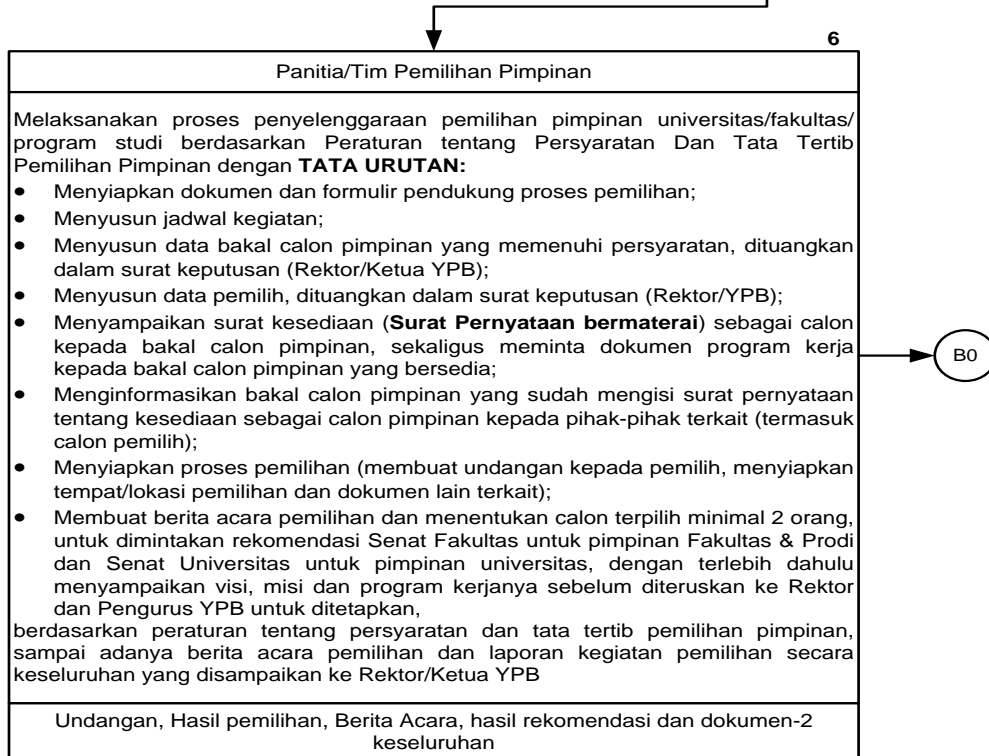 6
Panitia/Tim Pemilihan Pimpinan
Melaksanakan proses penyelenggaraan pemilihan pimpinan universitas/fakultas/
program studi berdasarkan Peraturan tentang Persyaratan Dan Tata Tertib
Pemilihan Pimpinan dengan TATA URUTAN:
• Menyiapkan dokumen dan formulir pendukung proses pemilihan;
• Menyusun jadwal kegiatan;
• Menyusun data bakal calon pimpinan yang memenuhi persyaratan, dituangkan
dalam surat keputusan (Rektor/Ketua YPB);
• Menyusun data pemilih, dituangkan dalam surat keputusan (Rektor/YPB);
• Menyampaikan surat kesediaan (Surat Pernyataan bermaterai) sebagai calon
kepada bakal calon pimpinan, sekaligus meminta dokumen program kerja
kepada bakal calon pimpinan yang bersedia;
• Menginformasikan bakal calon pimpinan yang sudah mengisi surat pernyataan
tentang kesediaan sebagai calon pimpinan kepada pihak-pihak terkait (termasuk
calon pemilih);
• Menyiapkan proses pemilihan (membuat undangan kepada pemilih, menyiapkan
tempat/lokasi pemilihan dan dokumen lain terkait);
• Membuat berita acara pemilihan dan menentukan calon terpilih minimal 2 orang,
untuk dimintakan rekomendasi Senat Fakultas untuk pimpinan Fakultas & Prodi
dan Senat Universitas untuk pimpinan universitas, dengan terlebih dahulu
menyampaikan visi, misi dan program kerjanya sebelum diteruskan ke Rektor
dan Pengurus YPB untuk ditetapkan,
berdasarkan peraturan tentang persyaratan dan tata tertib pemilihan pimpinan,
sampai adanya berita acara pemilihan dan laporan kegiatan pemilihan secara
keseluruhan yang disampaikan ke Rektor/Ketua YPB
B0
Undangan, Hasil pemilihan, Berita Acara, hasil rekomendasi dan dokumen-2
keseluruhan